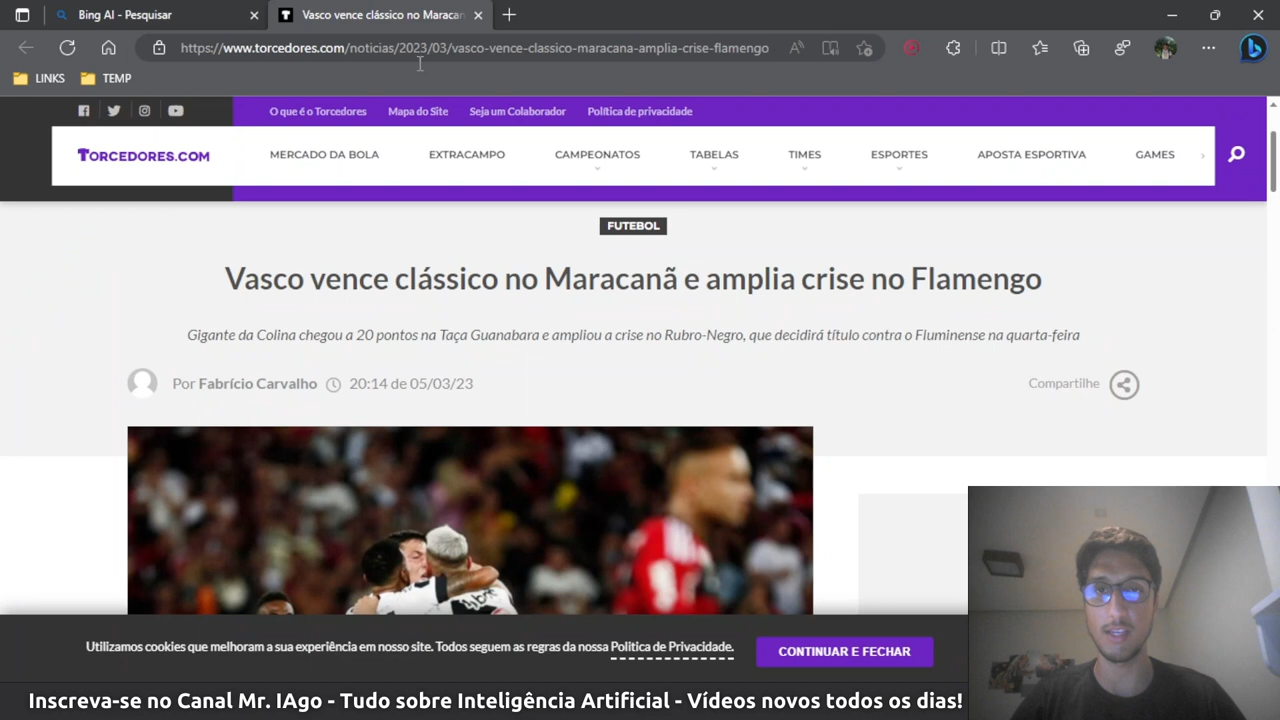 Bing AI - Pesquisar
Vasco vence clássico no Maracan
https://www.torcedores.com/noticias/2023/03/vasco-vence-classico-maracana-amplia-crise-flamengo
LINKS
TEMP
O que é o Torcedores
Mapa do Site
Seja um Colaborador
Política de privacidade
TORCEDORES.COM
MERCADO DA BOLA
EXTRACAMPO
CAMPEONATOS
TABELAS
TIMES
ESPORTES
APOSTA ESPORTIVA
GAMES
FUTEBOL
Vasco vence clássico no Maracanã e amplia crise no Flamengo
Gigante da Colina chegou a 20 pontos na Taça Guanabara e ampliou a crise no Rubro-Negro, que decidirá título contra o Fluminense na quarta-feira
Por Fabrício Carvalho 20:14 de 05/03/23
Compartilhe
Utilizamos cookies que melhoram a sua experiência em nosso site. Todos seguem as regras da nossa Política de Privacidade.
CONTINUAR E FECHAR
Inscreva-se no Canal Mr. IAgo - Tudo sobre Inteligência Artificial - Vídeos novos todos os dias!